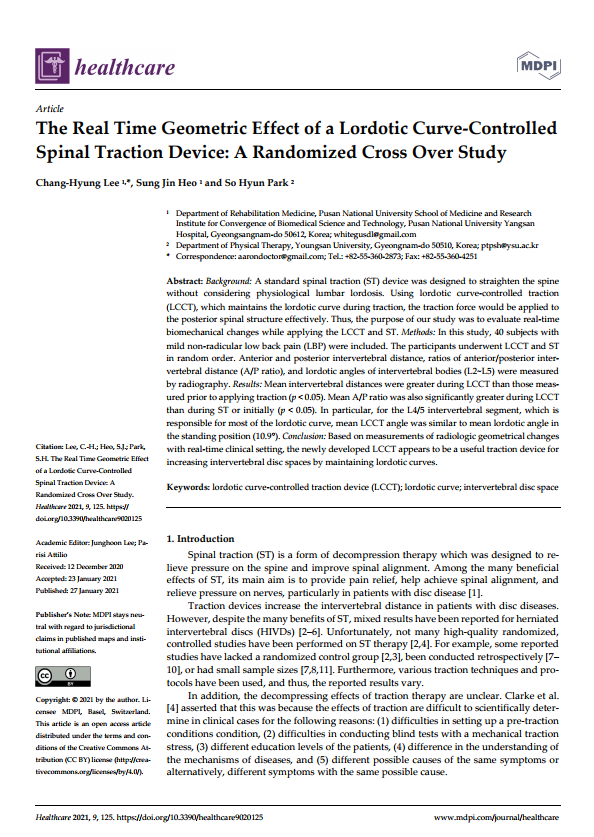 healthcare
MDPI
Article
The Real Time Geometric Effect of a Lordotic Curve-Controlled
Spinal Traction Device: A Randomized Cross Over Study
Chang-Hyung Lee 1,*, Sung Jin Heo 1 and So Hyun Park 2
1 Department of Rehabilitation Medicine, Pusan National University School of Medicine and Research
Institute for Convergence of Biomedical Science and Technology, Pusan National University Yangsan
Hospital, Gyeongsangnam-do 50612, Korea; whitegusdl@gmail.com
2 Department of Physical Therapy, Youngsan University, Gyeongnam-do 50510, Korea; ptpsh@ysu.ac.kr
* Correspondence: aarondoctor@gmail.com; Tel.: +82-55-360-2873; Fax: +82-55-360-4251
Abstract: Background: A standard spinal traction (ST) device was designed to straighten the spine
without considering physiological lumbar lordosis. Using lordotic curve-controlled traction
(LCCT), which maintains the lordotic curve during traction, the traction force would be applied to
the posterior spinal structure effectively. Thus, the purpose of our study was to evaluate real-time
biomechanical changes while applying the LCCT and ST. Methods: In this study, 40 subjects with
mild non-radicular low back pain (LBP) were included. The participants underwent LCCT and ST
in random order. Anterior and posterior intervertebral distance, ratios of anterior/posterior inter-
vertebral distance (A/P ratio), and lordotic angles of intervertebral bodies (L2~L5) were measured
by radiography. Results: Mean intervertebral distances were greater during LCCT than those meas-
ured prior to applying traction (p < 0.05). Mean A/P ratio was also significantly greater during LCCT
than during ST or initially (p < 0.05). In particular, for the L4/5 intervertebral segment, which is
responsible for most of the lordotic curve, mean LCCT angle was similar to mean lordotic angle in
the standing position (10.9°). Conclusion: Based on measurements of radiologic geometrical changes
with real-time clinical setting, the newly developed LCCT appears to be a useful traction device for
increasing intervertebral disc spaces by maintaining lordotic curves.
Keywords: lordotic curve-controlled traction device (LCCT); lordotic curve; intervertebral disc space
Citation: Lee, C.-H.; Heo, S.J.; Park,
S.H. The Real Time Geometric Effect
of a Lordotic Curve-Controlled
Spinal Traction Device: A
Randomized Cross Over Study.
Healthcare 2021, 9, 125. https://
doi.org/10.3390/healthcare9020125
Academic Editor: Junghoon Lee; Pa-
risi Attilio
Received: 12 December 2020
Accepted: 23 January 2021
Published: 27 January 2021
Publisher's Note: MDPI stays neu-
tral with regard to jurisdictional
claims in published maps and insti-
tutional affiliations.
CC BY
Copyright: © 2021 by the author. Li-
censee MDPI, Basel, Switzerland.
This article is an open access article
distributed under the terms and con-
ditions of the Creative Commons At-
tribution (CC BY) license (http://crea-
tivecommons.org/licenses/by/4.0/).
1. Introduction
Spinal traction (ST) is a form of decompression therapy which was designed to re-
lieve pressure on the spine and improve spinal alignment. Among the many beneficial
effects of ST, its main aim is to provide pain relief, help achieve spinal alignment, and
relieve pressure on nerves, particularly in patients with disc disease [1].
Traction devices increase the intervertebral distance in patients with disc diseases.
However, despite the many benefits of ST, mixed results have been reported for herniated
intervertebral discs (HIVDs) [2–6]. Unfortunately, not many high-quality randomized,
controlled studies have been performed on ST therapy [2,4]. For example, some reported
studies have lacked a randomized control group [2,3], been conducted retrospectively [7–
10], or had small sample sizes [7,8,11]. Furthermore, various traction techniques and pro-
tocols have been used, and thus, the reported results vary.
In addition, the decompressing effects of traction therapy are unclear. Clarke et al.
[4] asserted that this was because the effects of traction are difficult to scientifically deter-
mine in clinical cases for the following reasons: (1) difficulties in setting up a pre-traction
conditions condition, (2) difficulties in conducting blind tests with a mechanical traction
stress, (3) different education levels of the patients, (4) difference in the understanding of
the mechanisms of diseases, and (5) different possible causes of the same symptoms or
alternatively, different symptoms with the same possible cause.
Healthcare 2021, 9, 125. https://doi.org/10.3390/healthcare9020125
www.mdpi.com/journal/healthcare